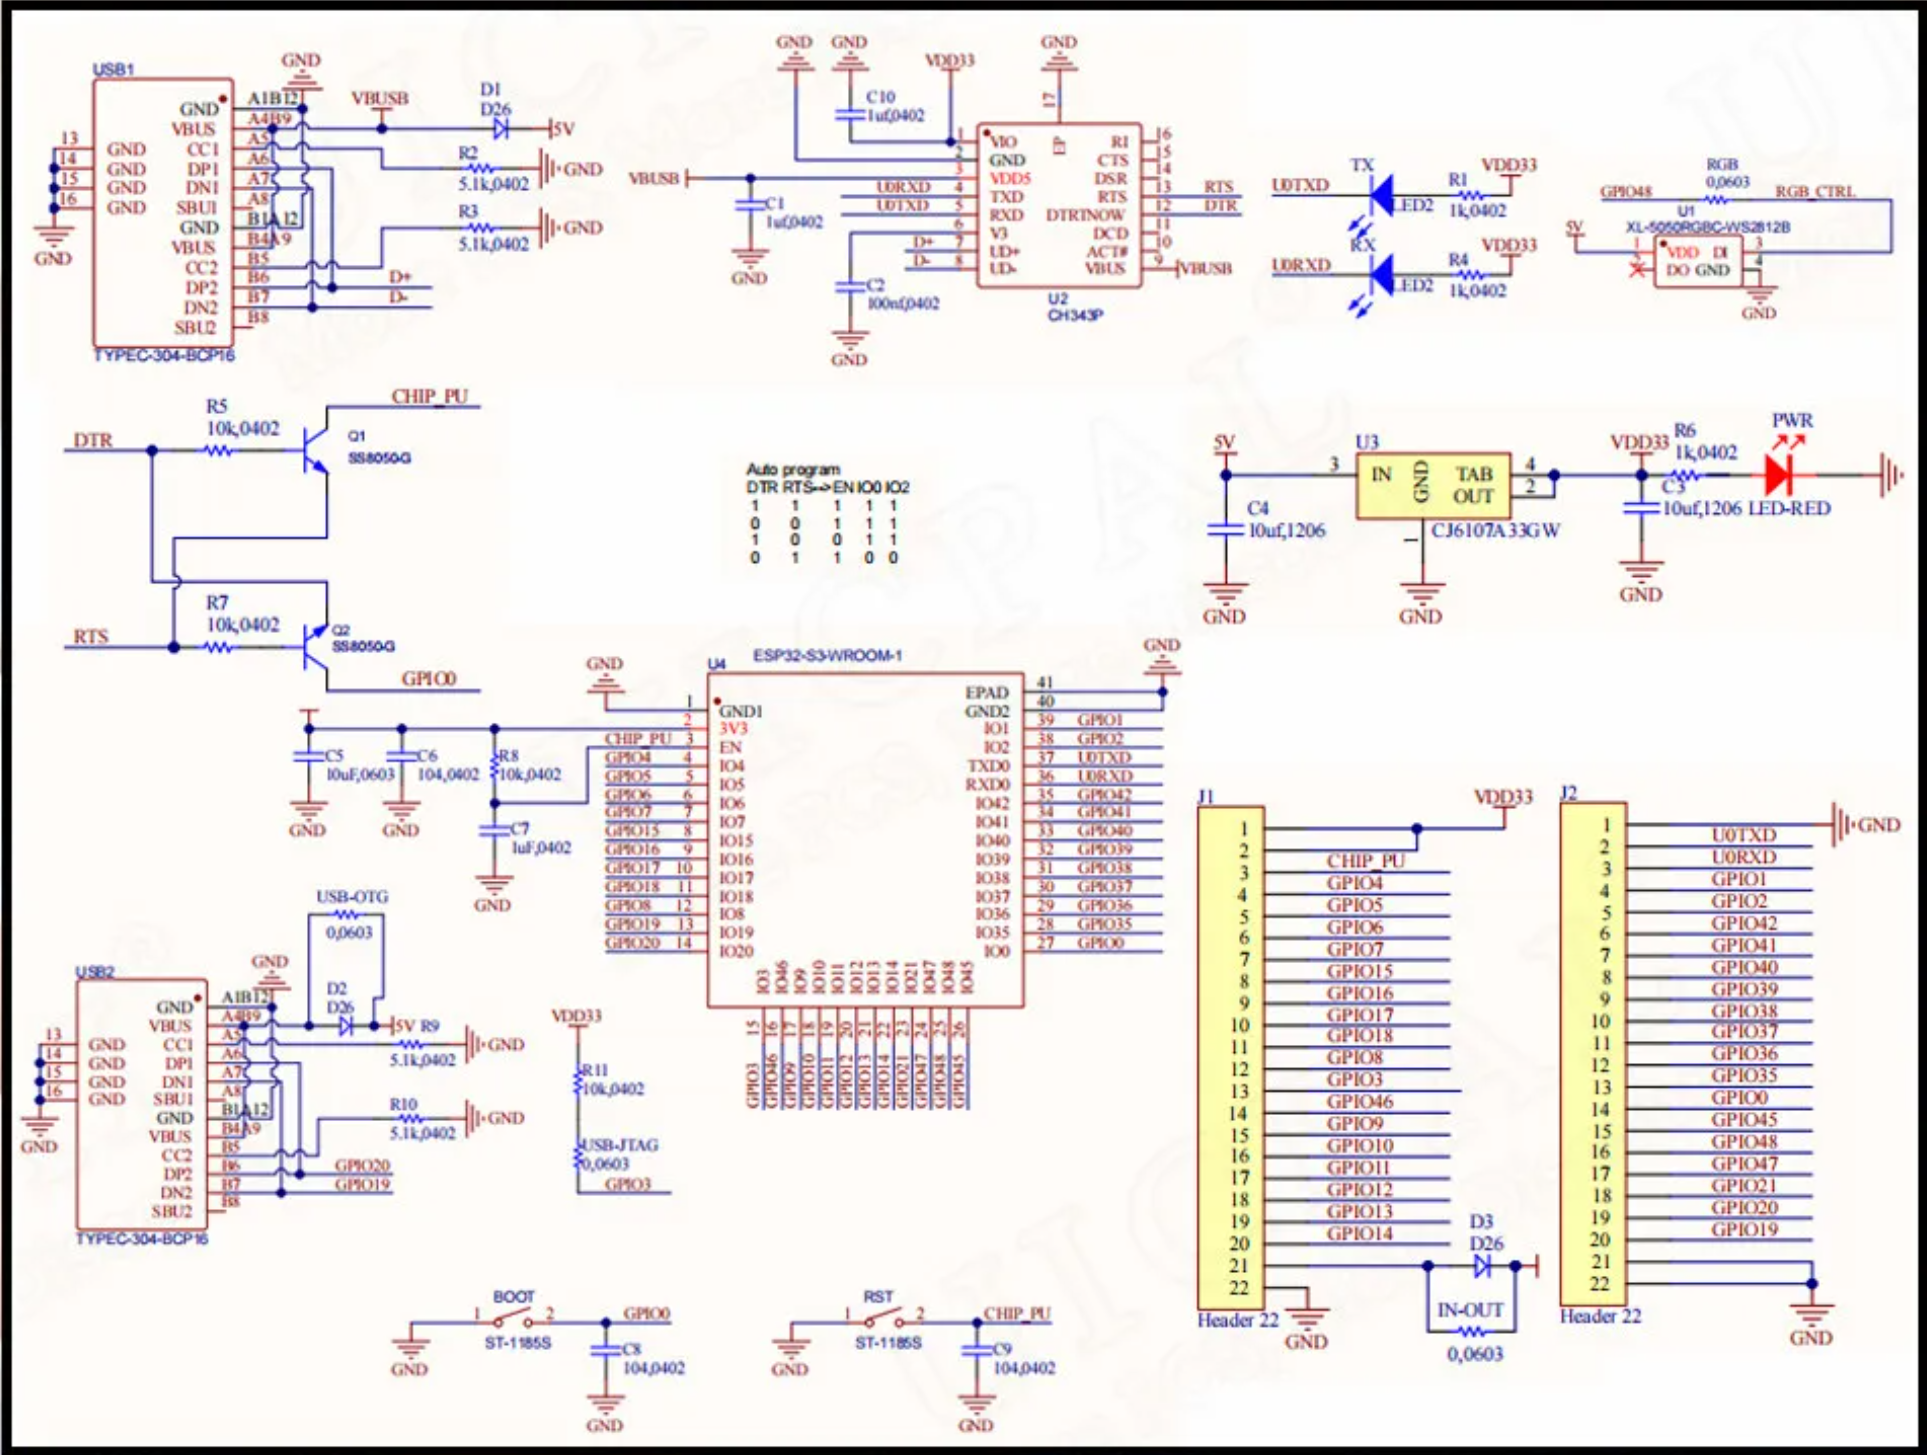 USB1
GND
A1B12
GND
A4B9
VBUS
A5
CC1
A6
DP1
A7
DN1
A8
SBU1
B1A12
GND
B4A9
VBUS
B5
CC2
B6
DP2
B7
DN2
B8
SBU2
13 GND
14 GND
15 GND
16 GND
GND
TYPEC-304-BCP16
VBUSB
D1
D26
5V
R2
5.1k,0402
GND
R3
5.1k,0402
GND
D+
D-
GND
GND
VDD33
GND
C10
1uf,0402
17
EP
1 VIO
2 GND
3 VDD5
4 TXD
5 RXD
6 V3
7 UD+
8 UD-
RI 16
CTS 15
DSR 14
RTS 13
DTRTNOW 12
DCD 11
ACT# 10
VBUS 9
VBUSB
VBUSB
C1
1uf,0402
GND
U0RXD
U0TXD
D+
D-
C2
100nf,0402
GND
U2
CH343P
RTS
DTR
U0TXD
TX
LED2
R1
1k,0402
VDD33
U0RXD
RX
LED2
R4
1k,0402
VDD33
RGB
0,0603
GPIO48
RGB_CTRL
U1
XL-5050RGBC-WS2812B
5V
1 VDD DI 3
DO GND 4
GND
DTR
R5
10k,0402
CHIP_PU
Q1
SS8050-G
RTS
R7
10k,0402
Q2
SS8050-G
GPIO0
Auto program
DTR RTS-->EN IO0 IO2
1 1 1 1 1
0 0 1 1 1
1 0 0 1 1
0 1 1 0 0
5V
U3
3 IN
GND
TAB 4
OUT 2
1
CJ6107A33GW
GND
C4
10uf,1206
GND
VDD33
R6
1k,0402
PWR
LED-RED
C3
10uf,1206
GND
C5
10uF,0603
GND
C6
104,0402
GND
R8
10k,0402
C7
1uF,0402
GND
U4
ESP32-S3-WROOM-1
GND
GND
1 GND1
2 3V3
CHIP_PU 3 EN
GPIO4 4 IO4
GPIO5 5 IO5
GPIO6 6 IO6
GPIO7 7 IO7
GPIO15 8 IO15
GPIO16 9 IO16
GPIO17 10 IO17
GPIO18 11 IO18
GPIO8 12 IO8
GPIO19 13 IO19
GPIO20 14 IO20
EPAD 41
GND2 40
IO1 39 GPIO1
IO2 38 GPIO2
TXD0 37 U0TXD
RXD0 36 U0RXD
IO42 35 GPIO42
IO41 34 GPIO41
IO40 33 GPIO40
IO39 32 GPIO39
IO38 31 GPIO38
IO37 30 GPIO37
IO36 29 GPIO36
IO35 28 GPIO35
IO0 27 GPIO0
IO3 15 GPIO3
IO46 16 GPIO46
IO9 17 GPIO9
IO10 18 GPIO10
IO11 19 GPIO11
IO12 20 GPIO12
IO13 21 GPIO13
IO14 22 GPIO14
IO21 23 GPIO21
IO47 24 GPIO47
IO48 25 GPIO48
IO45 26 GPIO45
USB-OTG
0,0603
D2
D26
5V
USB2
GND
A1B12
GND
A4B9
VBUS
A5
CC1
A6
DP1
A7
DN1
A8
SBU1
B1A12
GND
B4A9
VBUS
B5
CC2
B6
DP2
B7
DN2
B8
SBU2
13 GND
14 GND
15 GND
16 GND
GND
TYPEC-304-BCP16
R9
5.1k,0402
GND
R10
5.1k,0402
GND
GPIO20
GPIO19
VDD33
R11
10k,0402
USB-JTAG
0,0603
GPIO3
BOOT
1 2
ST-1185S
GND
GPIO0
C8
104,0402
GND
RST
1 2
ST-1185S
GND
CHIP_PU
C9
104,0402
GND
J1
VDD33
1
2
3 CHIP_PU
4 GPIO4
5 GPIO5
6 GPIO6
7 GPIO7
8 GPIO15
9 GPIO16
10 GPIO17
11 GPIO18
12 GPIO8
13 GPIO3
14 GPIO46
15 GPIO9
16 GPIO10
17 GPIO11
18 GPIO12
19 GPIO13
20 GPIO14
21
22
Header 22
GND
D3
D26
IN-OUT
0,0603
J2
1 GND
2 U0TXD
3 U0RXD
4 GPIO1
5 GPIO2
6 GPIO42
7 GPIO41
8 GPIO40
9 GPIO39
10 GPIO38
11 GPIO37
12 GPIO36
13 GPIO35
14 GPIO0
15 GPIO45
16 GPIO48
17 GPIO47
18 GPIO21
19 GPIO20
20 GPIO19
21
22
Header 22
GND